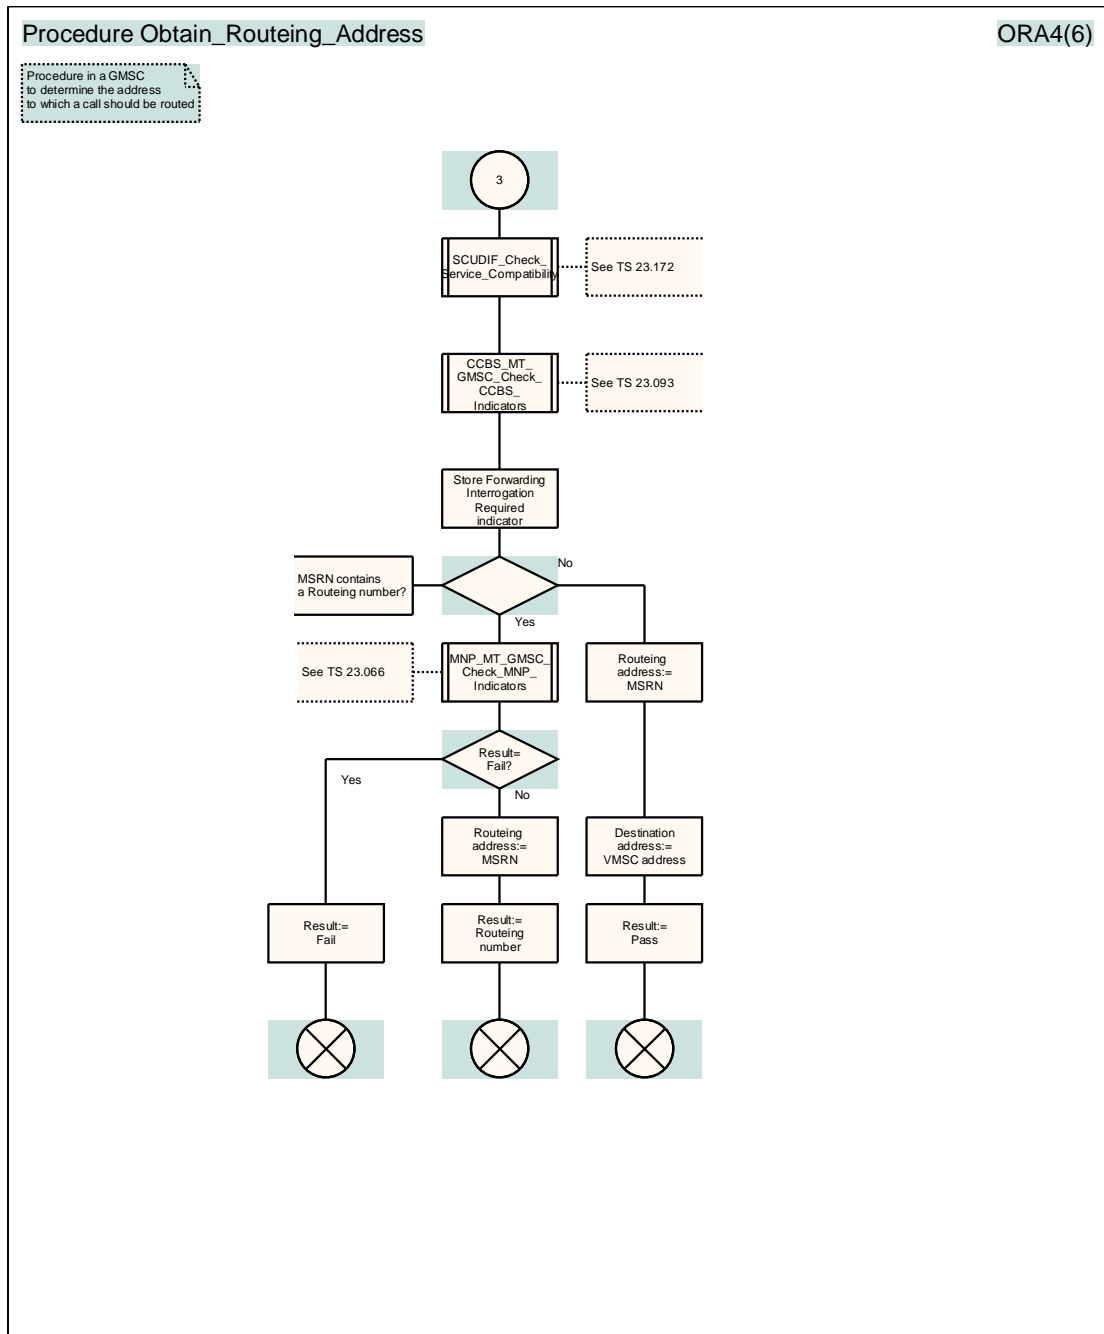 Procedure Obtain_Routeing_Address
ORA4(6)
Procedure in a GMSC
to determine the address
to which a call should be routed
3
SCUDIF_Check_
Service_Compatibility
See TS 23.172
CCBS_MT_
GMSC_Check_
CCBS_
Indicators
See TS 23.093
Store Forwarding
Interrogation
Required
indicator
No
MSRN contains
a Routeing number?
Yes
See TS 23.066
MNP_MT_GMSC_
Check_MNP_
Indicators
Routeing
address:=
MSRN
Result=
Fail?
Yes
No
Routeing
address:=
MSRN
Destination
address:=
VMSC address
Result:=
Fail
Result:=
Routeing
number
Result:=
Pass